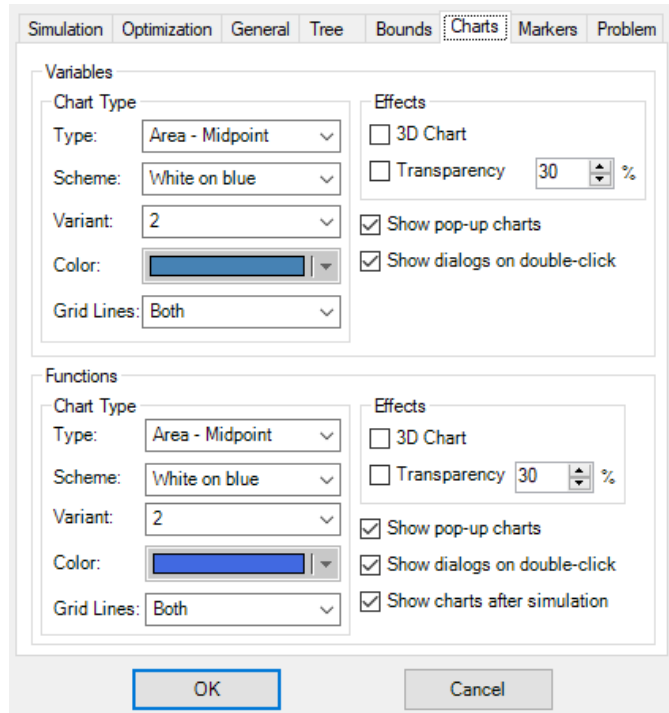 Simulation Optimization General Tree Bounds Charts Markers Problem
Variables
Chart Type
Type: Area - Midpoint
Scheme: White on blue
Variant: 2
Color:
Grid Lines: Both
Effects
3D Chart
Transparency 30 %
Show pop-up charts
Show dialogs on double-click
Functions
Chart Type
Type: Area - Midpoint
Scheme: White on blue
Variant: 2
Color:
Grid Lines: Both
Effects
3D Chart
Transparency 30 %
Show pop-up charts
Show dialogs on double-click
Show charts after simulation
OK Cancel